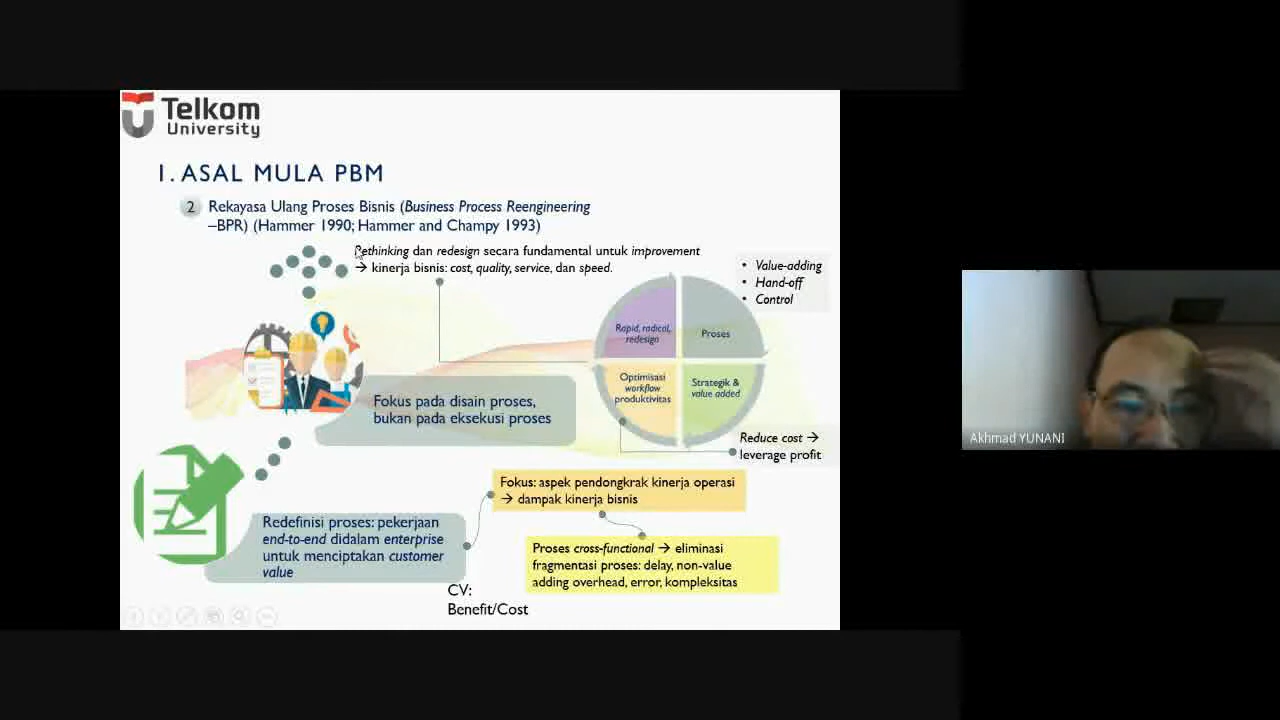 Telkom
University
1. ASAL MULA PBM
2
Rekayasa Ulang Proses Bisnis (Business Process Reengineering
–BPR) (Hammer 1990; Hammer and Champy 1993)
Rethinking dan redesign secara fundamental untuk improvement
→ kinerja bisnis: cost, quality, service, dan speed.
• Value-adding
• Hand-off
• Control
Rapid, radical,
redesign
Proses
Optimisasi
workflow
produktivitas
Strategik &
value added
Fokus pada disain proses,
bukan pada eksekusi proses
Reduce cost →
leverage profit
Fokus: aspek pendongkrak kinerja operasi
→ dampak kinerja bisnis
Redefinisi proses: pekerjaan
end-to-end didalam enterprise
untuk menciptakan customer
value
Proses cross-functional → eliminasi
fragmentasi proses: delay, non-value
adding overhead, error, kompleksitas
CV:
Benefit/Cost
Akhmad YUNANI